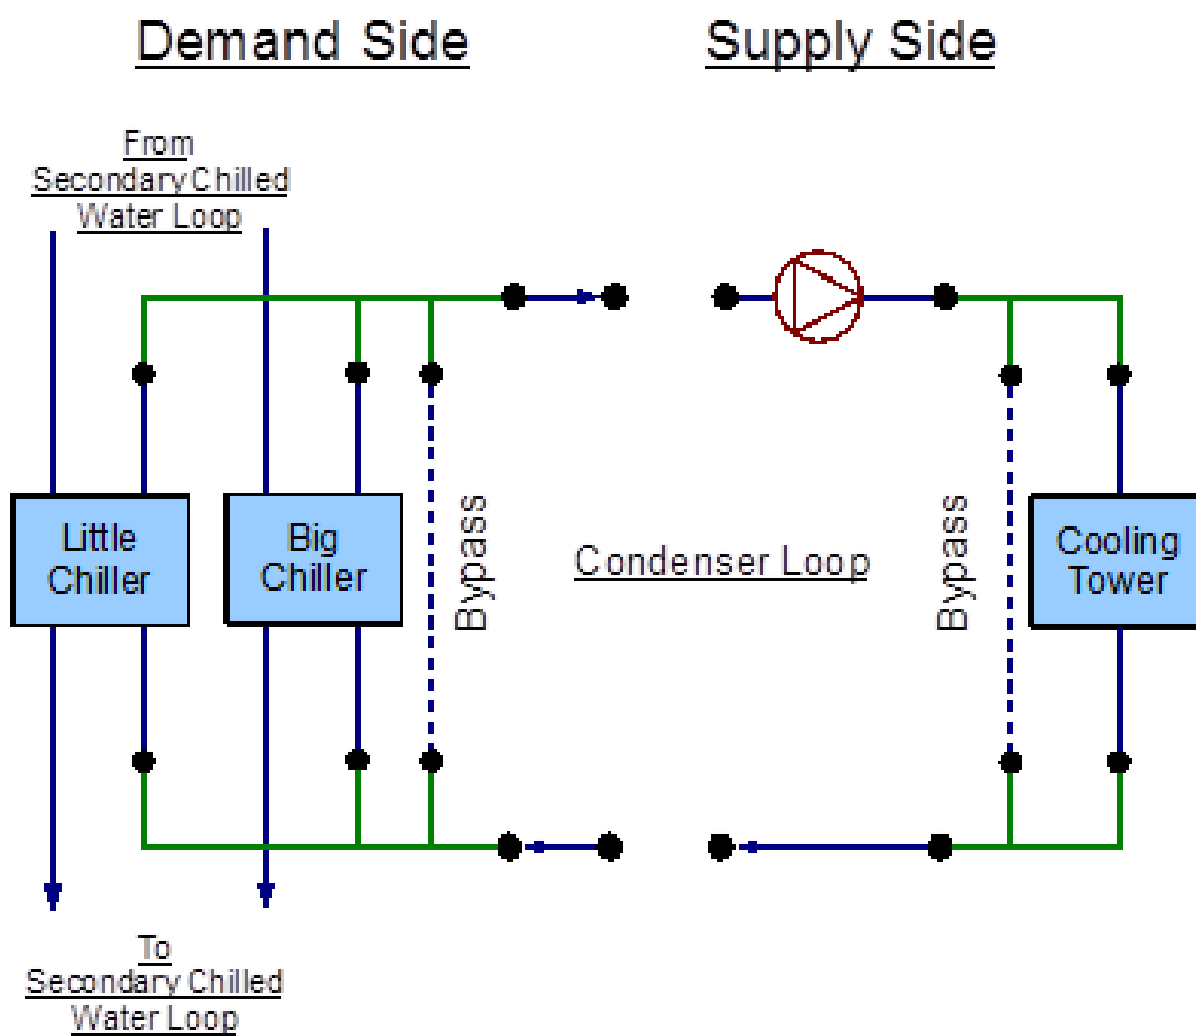 Demand Side
Supply Side
From
Secondary Chilled
Water Loop
Little
Chiller
Big
Chiller
Bypass
Condenser Loop
Bypass
Cooling
Tower
To
Secondary Chilled
Water Loop